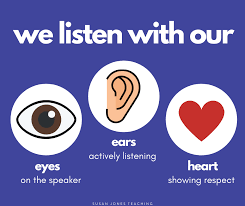 we listen with our
ears
actively listening
eyes
on the speaker
heart
showing respect
SUSAN JONES TEACHING